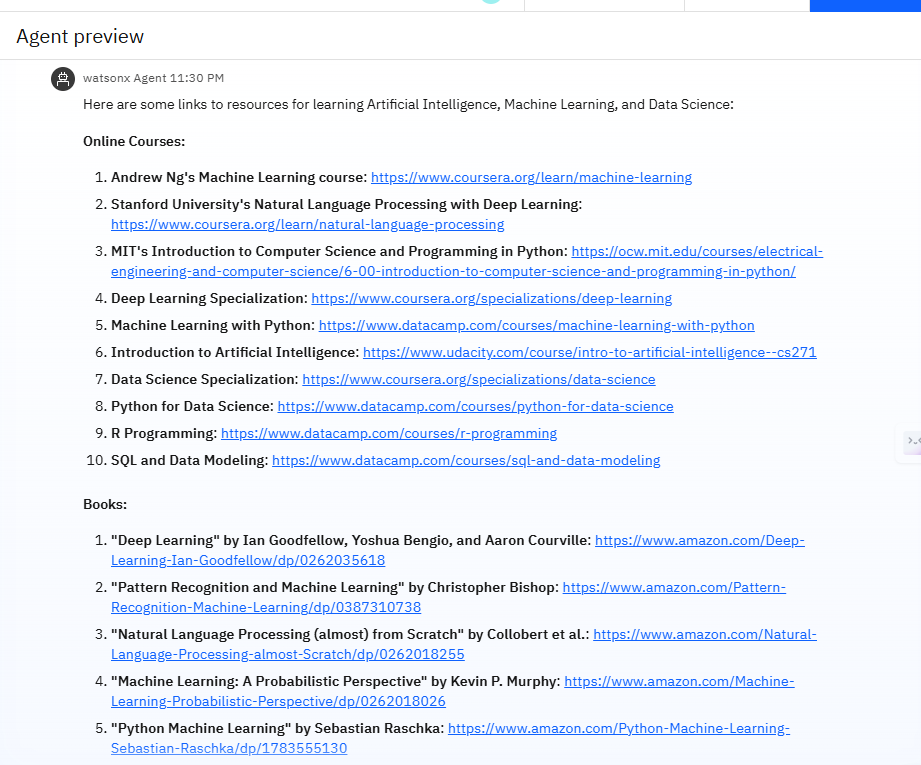 Agent preview
watsonx Agent 11:30 PM
Here are some links to resources for learning Artificial Intelligence, Machine Learning, and Data Science:
Online Courses:
1. Andrew Ng's Machine Learning course: https://www.coursera.org/learn/machine-learning
2. Stanford University's Natural Language Processing with Deep Learning:
https://www.coursera.org/learn/natural-language-processing
3. MIT's Introduction to Computer Science and Programming in Python: https://ocw.mit.edu/courses/electrical-
engineering-and-computer-science/6-00-introduction-to-computer-science-and-programming-in-python/
4. Deep Learning Specialization: https://www.coursera.org/specializations/deep-learning
5. Machine Learning with Python: https://www.datacamp.com/courses/machine-learning-with-python
6. Introduction to Artificial Intelligence: https://www.udacity.com/course/intro-to-artificial-intelligence--cs271
7. Data Science Specialization: https://www.coursera.org/specializations/data-science
8. Python for Data Science: https://www.datacamp.com/courses/python-for-data-science
9. R Programming: https://www.datacamp.com/courses/r-programming
10. SQL and Data Modeling: https://www.datacamp.com/courses/sql-and-data-modeling
Books:
1. "Deep Learning" by Ian Goodfellow, Yoshua Bengio, and Aaron Courville: https://www.amazon.com/Deep-
Learning-Ian-Goodfellow/dp/0262035618
2. "Pattern Recognition and Machine Learning" by Christopher Bishop: https://www.amazon.com/Pattern-
Recognition-Machine-Learning/dp/0387310738
3. "Natural Language Processing (almost) from Scratch" by Collobert et al.: https://www.amazon.com/Natural-
Language-Processing-almost-Scratch/dp/0262018255
4. "Machine Learning: A Probabilistic Perspective" by Kevin P. Murphy: https://www.amazon.com/Machine-
Learning-Probabilistic-Perspective/dp/0262018026
5. "Python Machine Learning" by Sebastian Raschka: https://www.amazon.com/Python-Machine-Learning-
Sebastian-Raschka/dp/1783555130